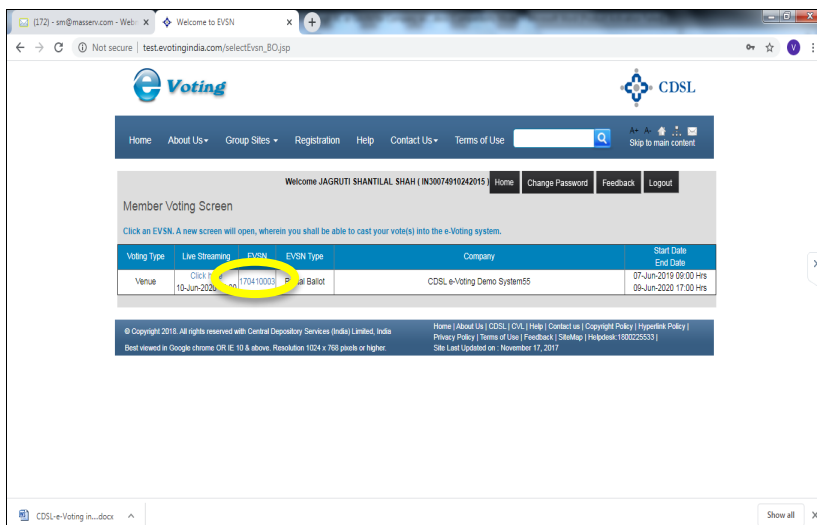 (172) - sm@masserv.com - Web
Welcome to EVSN
Not secure | test.evotingindia.com/selectEvsn_BO.jsp
V
e Voting
CDSL
Home About Us Group Sites Registration Help Contact Us Terms of Use
A+ A-
Skip to main content
Welcome JAGRUTI SHANTILAL SHAH ( IN30074910242015 ) Home Change Password Feedback Logout
Member Voting Screen
Click an EVSN. A new screen will open, wherein you shall be able to cast your vote(s) into the e-Voting system.
Voting Type Live Streaming EVSN EVSN Type Company Start Date
End Date
Venue Click 170410003 Ballot CDSL e-Voting Demo System55 07-Jun-2019 09:00 Hrs
10-Jun-2020 09-Jun-2020 17:00 Hrs
© Copyright 2018. All rights reserved with Central Depository Services (India) Limited, India
Best viewed in Google chrome OR IE 10 & above. Resolution 1024 x 768 pixels or higher.
Home | About Us | CDSL | CVL | Help | Contact us | Copyright Policy | Hyperlink Policy |
Privacy Policy | Terms of Use | Feedback | SiteMap | Helpdesk:1800225533 |
Site Last Updated on : November 17, 2017
CDSL-e-Voting in....docx
Show all